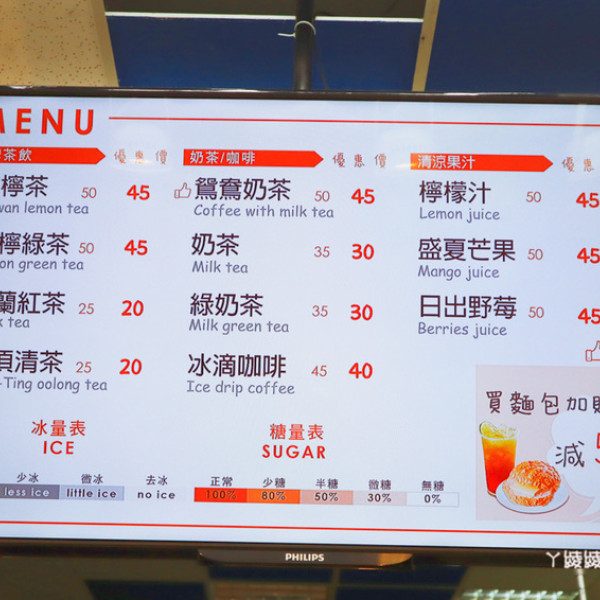 MENU
茶飲 優惠價
檸茶 50 45
wan lemon tea
檸綠茶 50 45
on green tea
蘭紅茶 25 20
k tea
頂清茶 25 20
-Ting oolong tea
奶茶/咖啡 優惠價
鴛鴦奶茶 50 45
Coffee with milk tea
奶茶 35 30
Milk tea
綠奶茶 35 30
Milk green tea
冰滴咖啡 45 40
Ice drip coffee
清涼果汁 優惠
檸檬汁 50 45
Lemon juice
盛夏芒果 50 45
Mango juice
日出野莓 50 45
Berries juice
買麵包加購
減5
冰量表
ICE
少冰 微冰 去冰
less ice little ice no ice
糖量表
SUGAR
正常 少糖 半糖 微糖 無糖
100% 80% 50% 30% 0%
PHILIPS